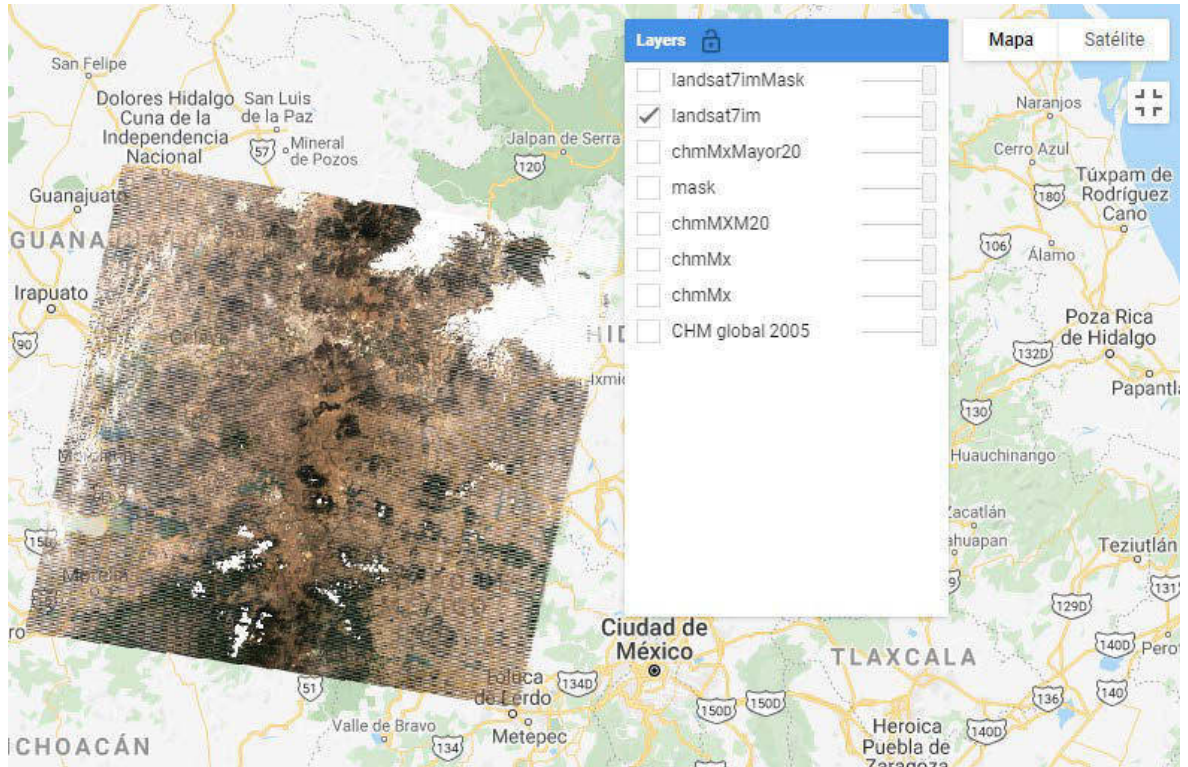 Layers
landsat7imMask
landsat7im
chmMxMayor20
mask
chmMXM20
chmMx
chmMx
CHM global 2005
Mapa
Satélite
San Felipe
Dolores Hidalgo
Cuna de la
Independencia
Nacional
San Luis
de la Paz
57
Mineral
de Pozos
Jalpan de Serra
120
Guanajuato
Irapuato
90
Naranjos
Cerro Azul
Túxpam de
Rodríguez
Cano
180
106
Álamo
Poza Rica
de Hidalgo
132D
Papantla
130
Huauchinango
Teziutlán
131
129D
140D
Perot
Ciudad de
México
TLAXCALA
51
Toluca
de Lerdo
134D
150D
150D
136
140
Valle de Bravo
134
Metepec
Heroica
Puebla de
Zaragoza
140D
CHOACÁN